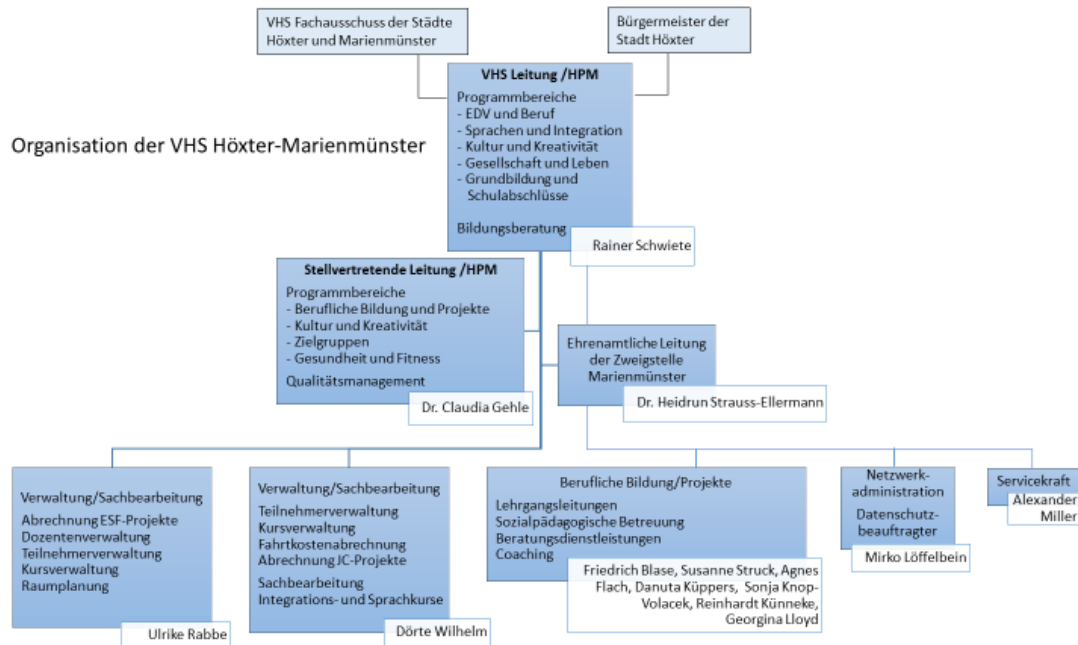 VHS Fachausschuss der Städte
Höxter und Marienmünster
Bürgermeister der
Stadt Höxter
VHS Leitung /HPM
Programmbereiche
- EDV und Beruf
- Sprachen und Integration
- Kultur und Kreativität
- Gesellschaft und Leben
- Grundbildung und
Schulabschlüsse
Bildungsberatung
Rainer Schwiete
Organisation der VHS Höxter-Marienmünster
Stellvertretende Leitung /HPM
Programmbereiche
- Berufliche Bildung und Projekte
- Kultur und Kreativität
- Zielgruppen
- Gesundheit und Fitness
Qualitätsmanagement
Dr. Claudia Gehle
Ehrenamtliche Leitung
der Zweigstelle
Marienmünster
Dr. Heidrun Strauss-Ellermann
Verwaltung/Sachbearbeitung
Abrechnung ESF-Projekte
Dozentenverwaltung
Teilnehmerverwaltung
Kursverwaltung
Raumplanung
Ulrike Rabbe
Verwaltung/Sachbearbeitung
Teilnehmerverwaltung
Kursverwaltung
Fahrtkostenabrechnung
Abrechnung JC-Projekte
Sachbearbeitung
Integrations- und Sprachkurse
Dörte Wilhelm
Berufliche Bildung/Projekte
Lehrgangsleitungen
Sozialpädagogische Betreuung
Beratungsdienstleistungen
Coaching
Friedrich Blase, Susanne Struck, Agnes
Flach, Danuta Küppers, Sonja Knop-
Volacek, Reinhardt Künneke,
Georgina Lloyd
Netzwerk-
administration
Datenschutz-
beauftragter
Mirko Löffelbein
Servicekraft
Alexander
Miller